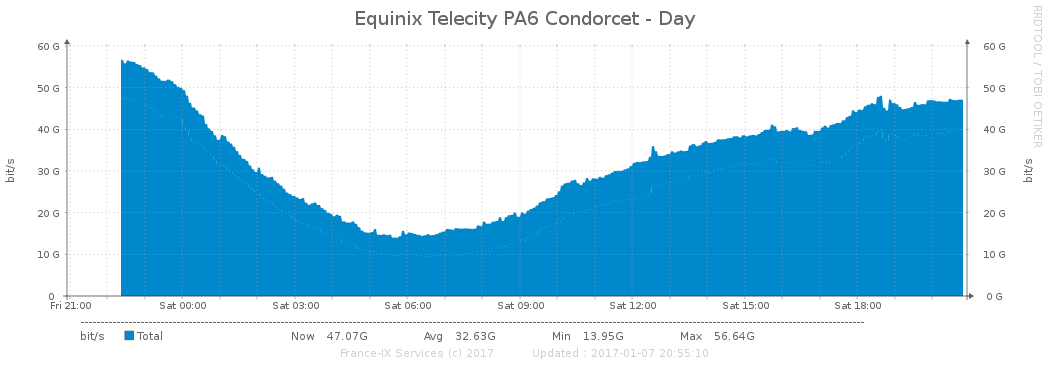 Equinix Telecity PA6 Condorcet - Day
RRDTOOL / TOBI OETIKER
60 G 60 G
50 G 50 G
40 G 40 G
30 G 30 G
20 G 20 G
10 G 10 G
0 0 G
bit/s bit/s
Fri 21:00 Sat 00:00 Sat 03:00 Sat 06:00 Sat 09:00 Sat 12:00 Sat 15:00 Sat 18:00
bit/s Total Now 47.07G Avg 32.63G Min 13.95G Max 56.64G
France-IX Services (c) 2017 Updated : 2017-01-07 20:55:10